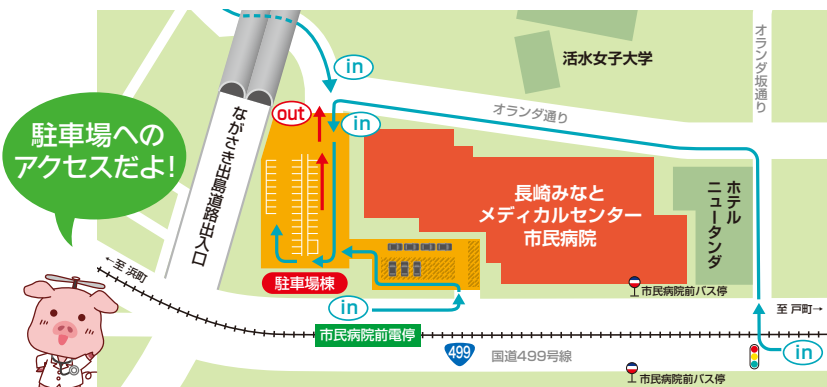 駐車場への
アクセスだよ!
ながさき出島道路出入口
in
out
in
活水女子大学
オランダ坂通り
オランダ通り
長崎みなと
メディカルセンター
市民病院
ホテル
ニュータンダ
←至 浜町
駐車場棟
in
市民病院前バス停
至 戸町→
市民病院前電停
499
国道499号線
in
市民病院前バス停